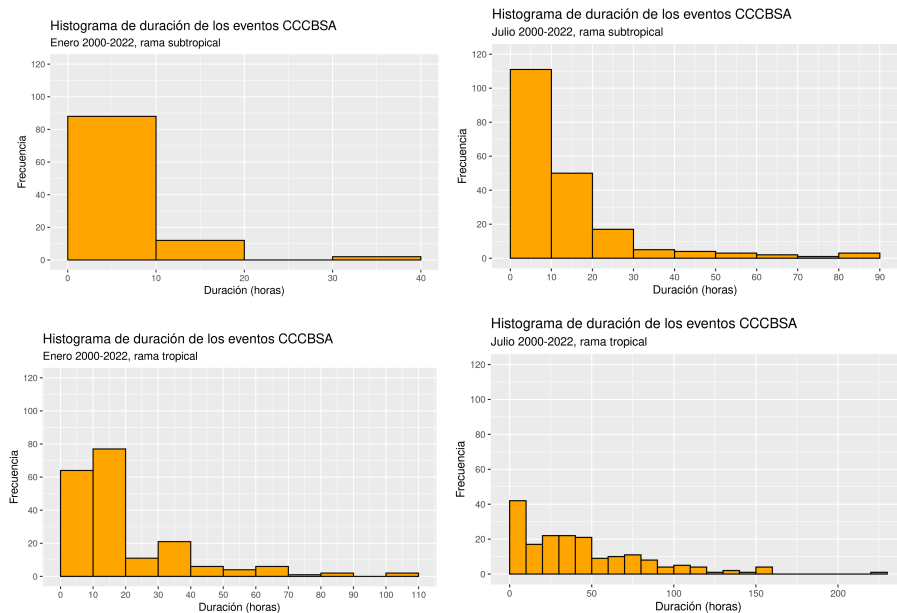 Histograma de duración de los eventos CCCBSA
Enero 2000-2022, rama subtropical
120
100
80
60
40
20
0
Frecuencia
0 10 20 30 40
Duración (horas)
Histograma de duración de los eventos CCCBSA
Julio 2000-2022, rama subtropical
120
100
80
60
40
20
0
Frecuencia
0 10 20 30 40 50 60 70 80 90
Duración (horas)
Histograma de duración de los eventos CCCBSA
Enero 2000-2022, rama tropical
120
100
80
60
40
20
0
Frecuencia
0 10 20 30 40 50 60 70 80 90 110
Duración (horas)
Histograma de duración de los eventos CCCBSA
Julio 2000-2022, rama tropical
120
100
80
60
40
20
0
Frecuencia
0 50 100 150 200
Duración (horas)